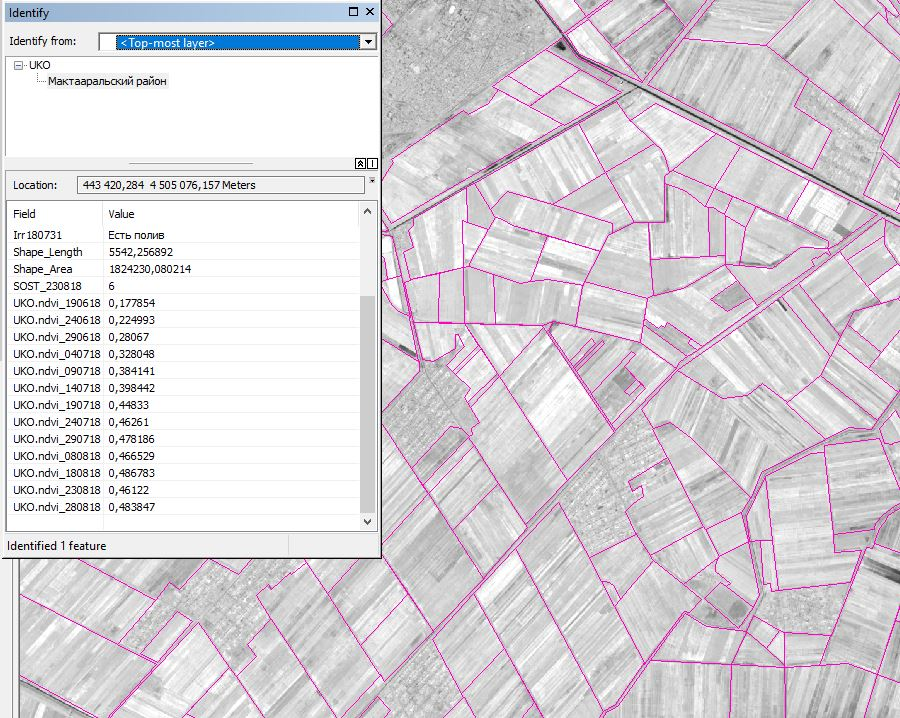 Identify
Identify from: <Top-most layer>
UKO
Мактааральский район
Location: 443 420,284 4 505 076,157 Meters
Field Value
Irr180731 Есть полив
Shape_Length 5542,256892
Shape_Area 1824230,080214
SOST_230818 6
UKO.ndvi_190618 0,177854
UKO.ndvi_240618 0,224993
UKO.ndvi_290618 0,28067
UKO.ndvi_040718 0,328048
UKO.ndvi_090718 0,384141
UKO.ndvi_140718 0,398442
UKO.ndvi_190718 0,44833
UKO.ndvi_240718 0,46261
UKO.ndvi_290718 0,478186
UKO.ndvi_080818 0,466529
UKO.ndvi_180818 0,486783
UKO.ndvi_230818 0,46122
UKO.ndvi_280818 0,483847
Identified 1 feature